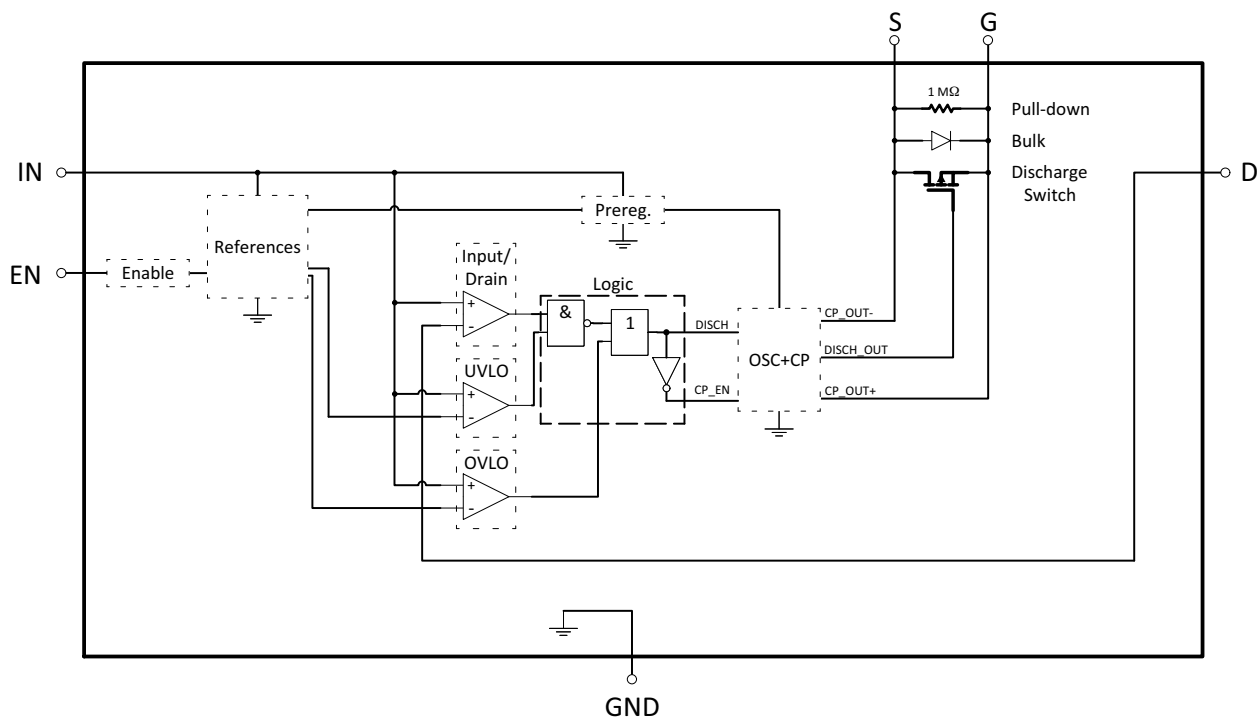 S
G
1 MΩ
Pull-down
Bulk
IN
Discharge
Switch
D
Prereg.
References
EN
Enable
Input/
Drain
+
-
Logic
&
1
DISCH
CP_EN
OSC+CP
CP_OUT-
DISCH_OUT
CP_OUT+
UVLO
+
-
OVLO
+
-
GND